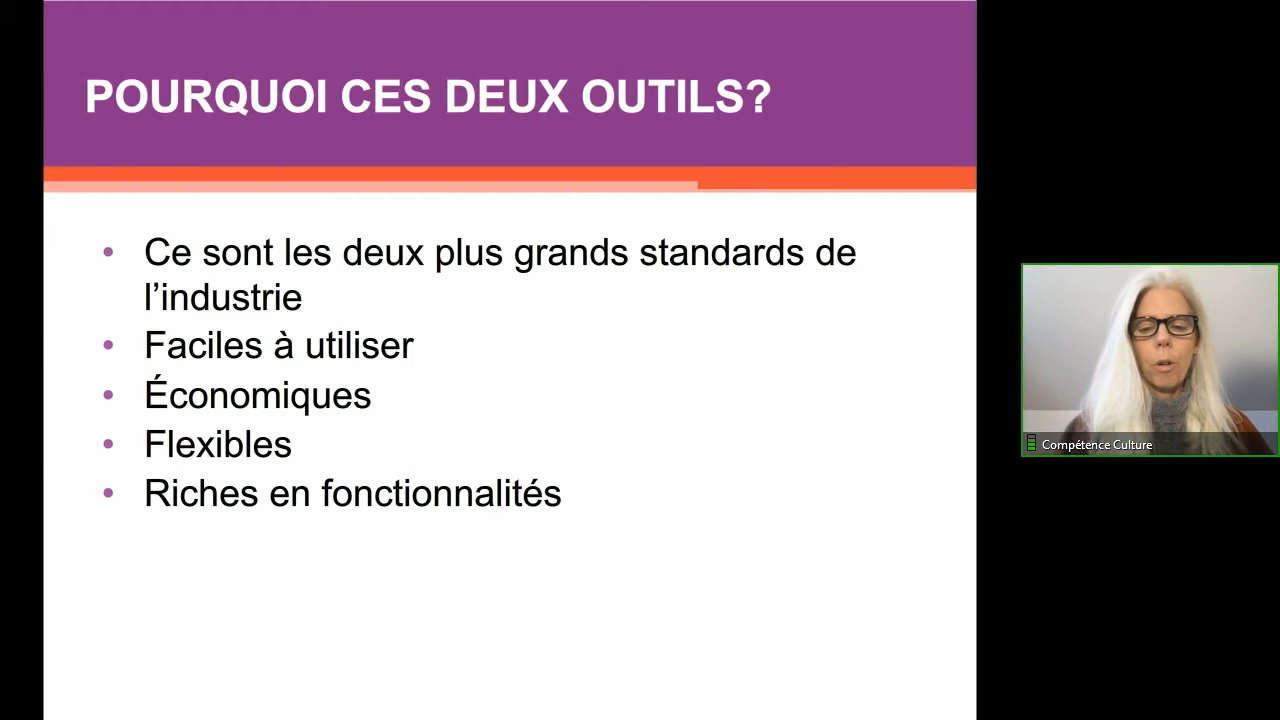 POURQUOI CES DEUX OUTILS?
• Ce sont les deux plus grands standards de
l’industrie
• Faciles à utiliser
• Économiques
• Flexibles
• Riches en fonctionnalités
Compétence Culture